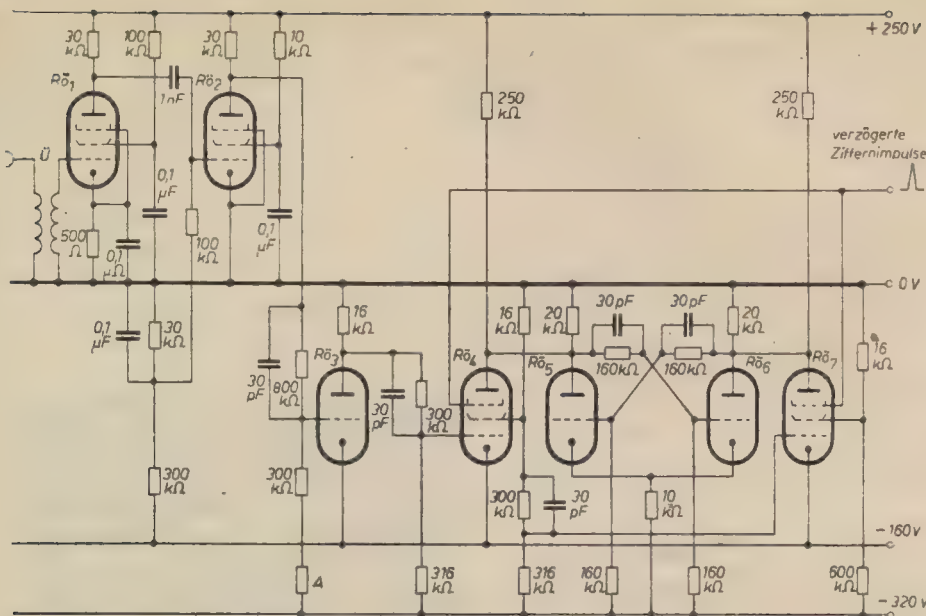 30 kΩ
100 kΩ
30 kΩ
10 kΩ
+ 250 V
Rö1
Rö2
1nF
250 kΩ
250 kΩ
verzögerte
Ziffernimpulse
Ü
0,1 µF
500 Ω
0,1 µF
100 kΩ
0,1 µF
0 V
0,1 µF
30 kΩ
16 kΩ
16 kΩ
20 kΩ
30 pF
30 pF
20 kΩ
16 kΩ
Rö3
Rö4
Rö5
Rö6
Rö7
160 kΩ
160 kΩ
30 pF
800 kΩ
30 pF
300 kΩ
300 kΩ
300 kΩ
300 kΩ
30 pF
10 kΩ
− 160 V
316 kΩ
316 kΩ
160 kΩ
160 kΩ
600 kΩ
− 320 V